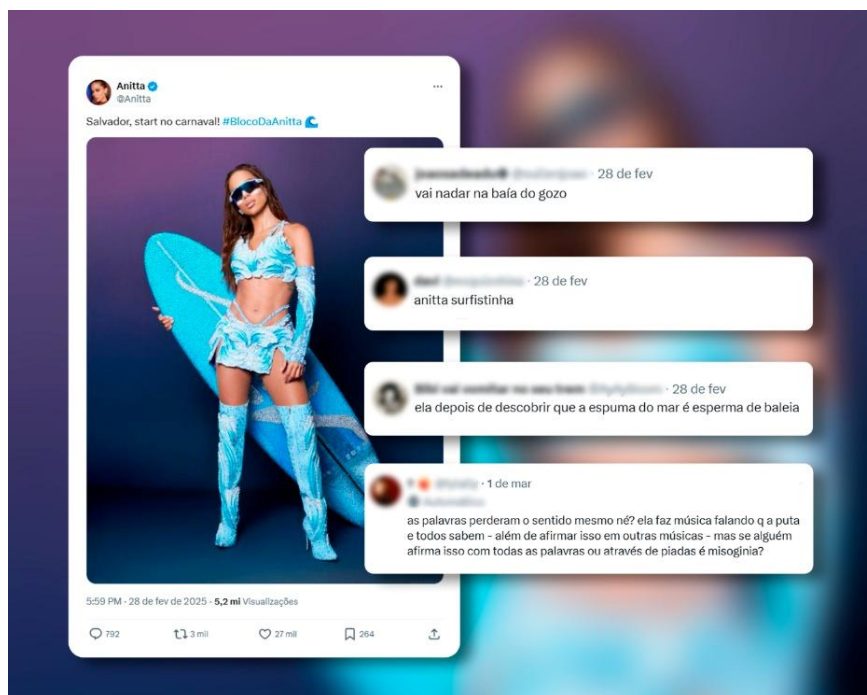 Anitta
@Anitta
Salvador, start no carnaval! #BlocoDaAnitta
5:59 PM · 28 de fev de 2025 · 5,2 mi Visualizações
792
3 mil
27 mil
264
· 28 de fev
vai nadar na baía do gozo
· 28 de fev
anitta surfistinha
· 28 de fev
ela depois de descobrir que a espuma do mar é esperma de baleia
· 1 de mar
as palavras perderam o sentido mesmo né? ela faz música falando q a puta
e todos sabem - além de afirmar isso em outras músicas - mas se alguém
afirma isso com todas as palavras ou através de piadas é misoginia?